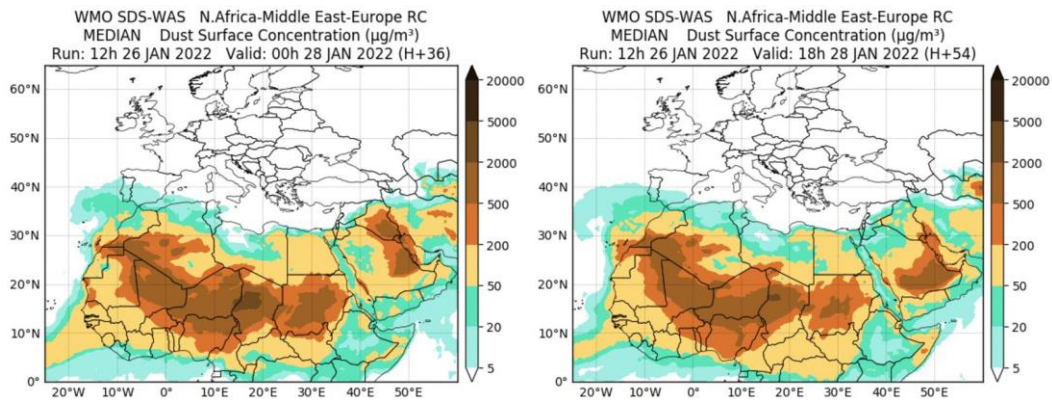 WMO SDS-WAS N.Africa-Middle East-Europe RC
MEDIAN Dust Surface Concentration (µg/m³)
Run: 12h 26 JAN 2022 Valid: 00h 28 JAN 2022 (H+36)
60°N
50°N
40°N
30°N
20°N
10°N
0°
20°W
10°W
0°
10°E
20°E
30°E
40°E
50°E
20000
5000
2000
500
200
50
20
5
WMO SDS-WAS N.Africa-Middle East-Europe RC
MEDIAN Dust Surface Concentration (µg/m³)
Run: 12h 26 JAN 2022 Valid: 18h 28 JAN 2022 (H+54)
60°N
50°N
40°N
30°N
20°N
10°N
0°
20°W
10°W
0°
10°E
20°E
30°E
40°E
50°E
20000
5000
2000
500
200
50
20
5